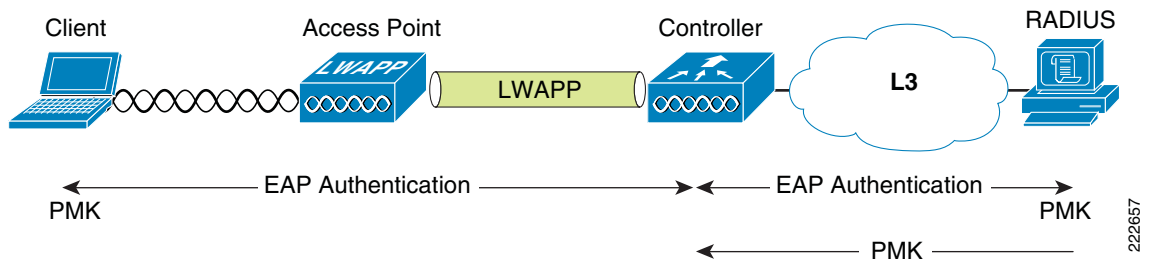 Client
Access Point
Controller
RADIUS
LWAPP
LWAPP
L3
EAP Authentication
EAP Authentication
PMK
PMK
PMK
222657